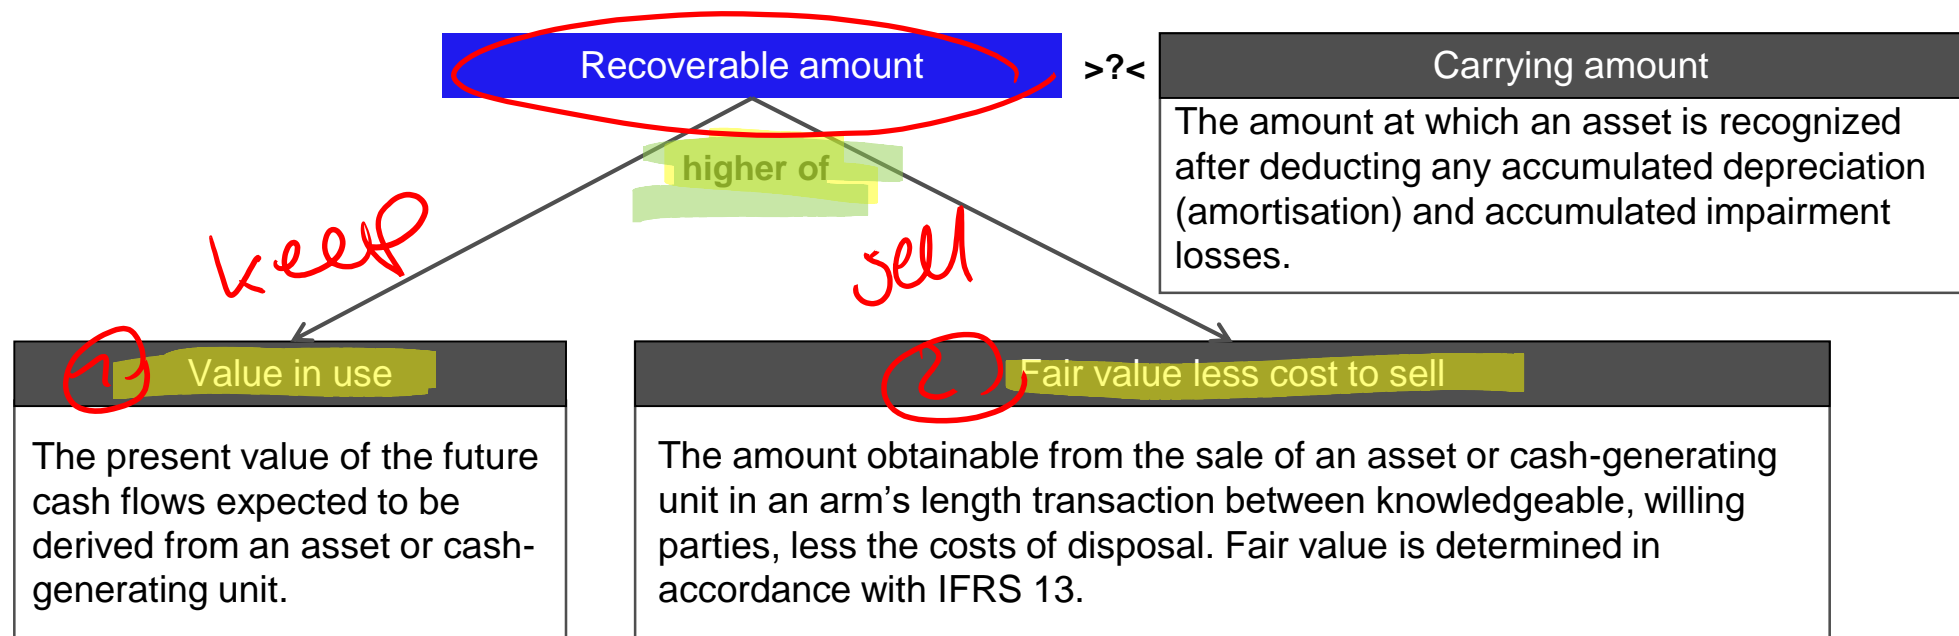 Recoverable amount
>?<
Carrying amount
The amount at which an asset is recognized
after deducting any accumulated depreciation
(amortisation) and accumulated impairment
losses.
higher of
keep
sell
1) Value in use
The present value of the future
cash flows expected to be
derived from an asset or cash-
generating unit.
2) Fair value less cost to sell
The amount obtainable from the sale of an asset or cash-generating
unit in an arm’s length transaction between knowledgeable, willing
parties, less the costs of disposal. Fair value is determined in
accordance with IFRS 13.